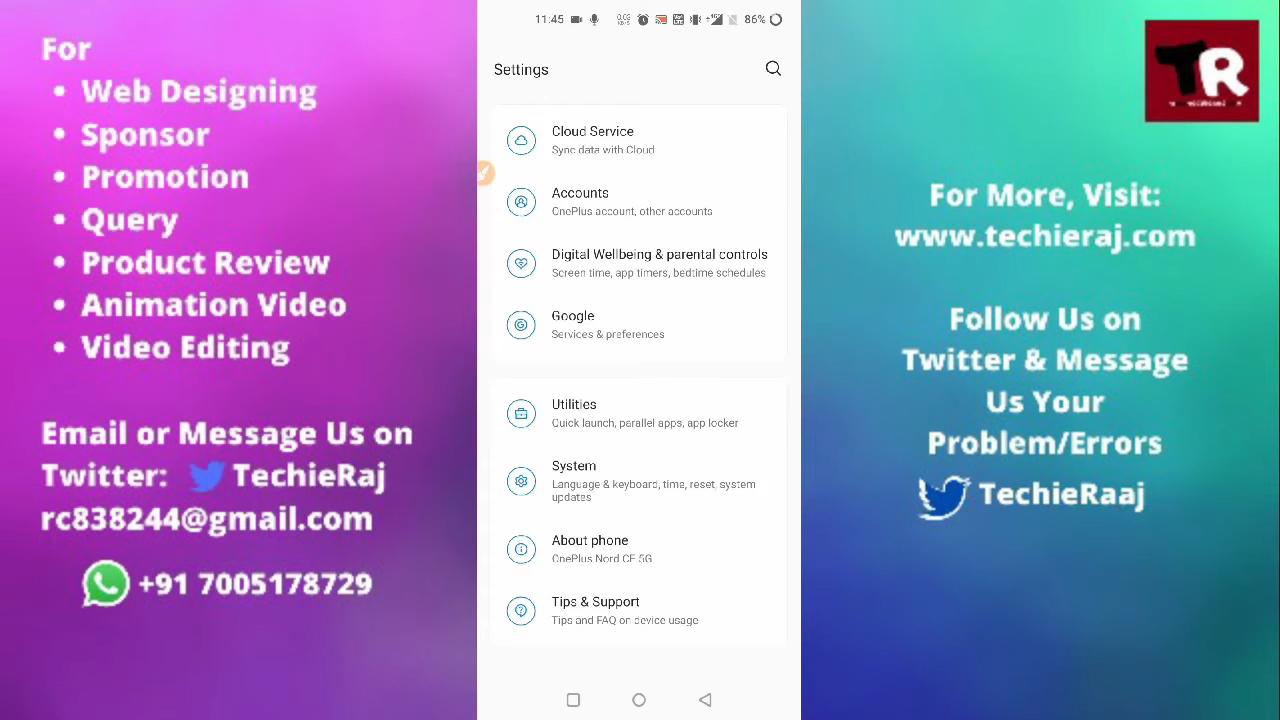 For
• Web Designing
• Sponsor
• Promotion
• Query
• Product Review
• Animation Video
• Video Editing
Email or Message Us on
Twitter: TechieRaj
rc838244@gmail.com
+91 7005178729
11:45
86%
Settings
Cloud Service
Sync data with Cloud
Accounts
OnePlus account, other accounts
Digital Wellbeing & parental controls
Screen time, app timers, bedtime schedules
Google
Services & preferences
Utilities
Quick launch, parallel apps, app locker
System
Language & keyboard, time, reset, system
updates
About phone
OnePlus Nord CE 5G
Tips & Support
Tips and FAQ on device usage
TR
For More, Visit:
www.techieraj.com
Follow Us on
Twitter & Message
Us Your
Problem/Errors
TechieRaaj